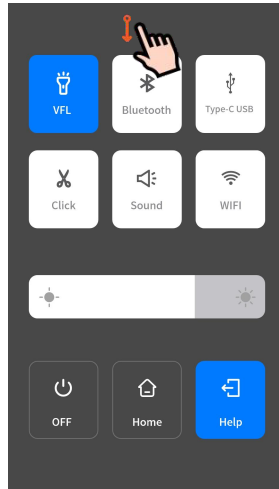 VFL
Bluetooth
Type-C USB
Click
Sound
WIFI
OFF
Home
Help